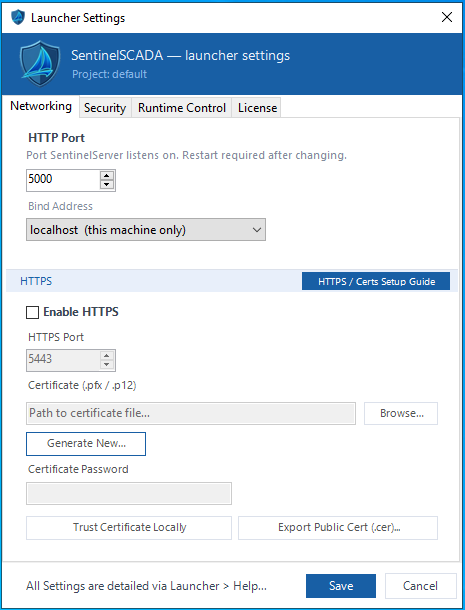 Launcher Settings
SentinelSCADA — launcher settings
Project: default
Networking Security Runtime Control License
HTTP Port
Port SentinelServer listens on. Restart required after changing.
5000
Bind Address
localhost (this machine only)
HTTPS HTTPS / Certs Setup Guide
Enable HTTPS
HTTPS Port
5443
Certificate (.pfx / .p12)
Path to certificate file... Browse...
Generate New...
Certificate Password
Trust Certificate Locally Export Public Cert (.cer)...
All Settings are detailed via Launcher > Help... Save Cancel